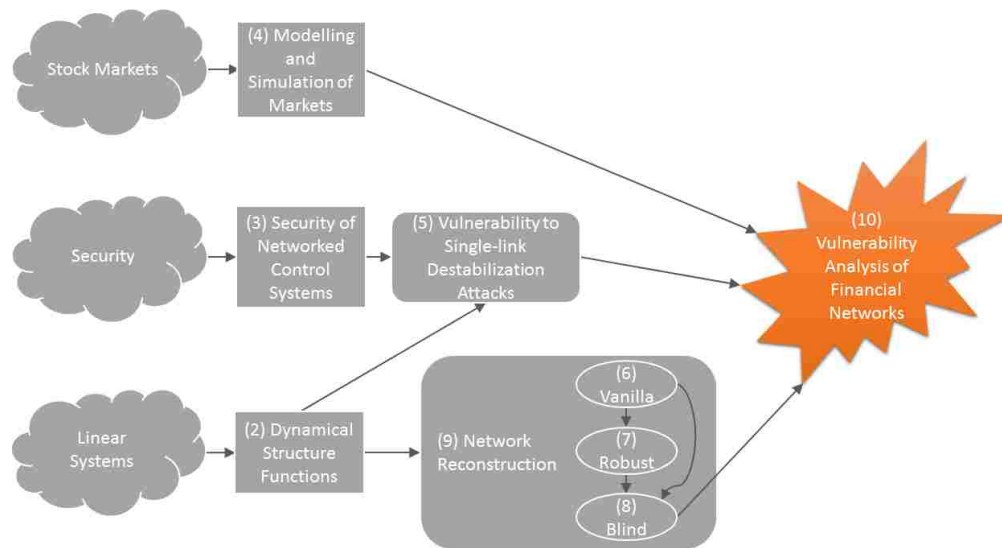 Stock Markets
(4) Modelling
and
Simulation of
Markets
Security
(3) Security of
Networked
Control
Systems
(5) Vulnerability to
Single-link
Destabilization
Attacks
(10)
Vulnerability
Analysis of
Financial
Networks
Linear
Systems
(2) Dynamical
Structure
Functions
(9) Network
Reconstruction
(6)
Vanilla
(7)
Robust
(8)
Blind